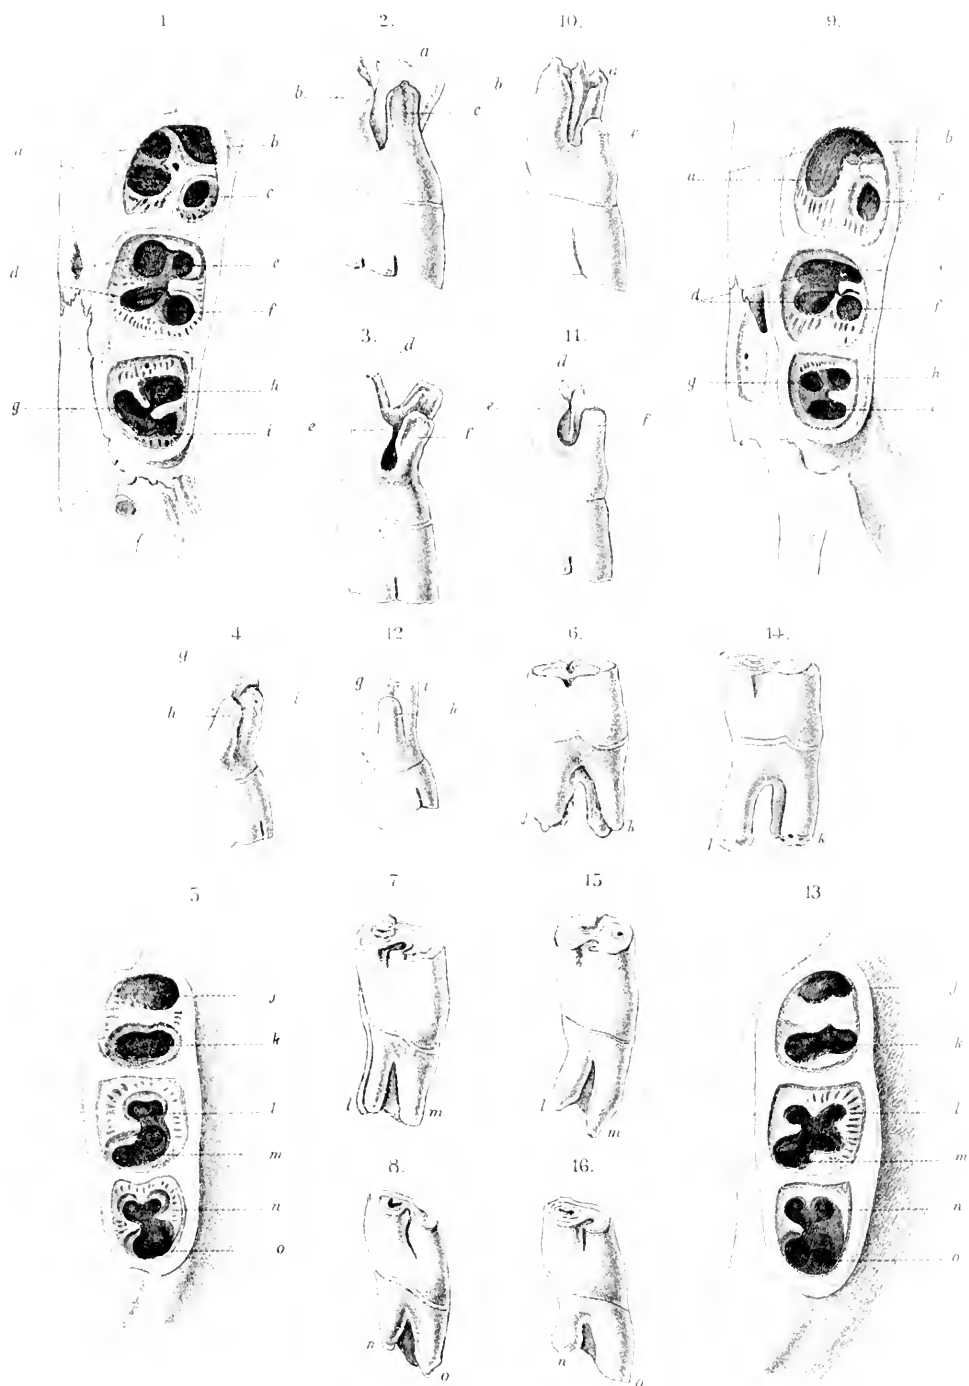 1 2. 10. 9.
a
b. b
b
a b
a c c
a.
c
c
d e
d f f
3. d 11. d
e f e f
g h g h
i
4 12 6. 14.
g g i
h i h
j k l k
5 7 15 13
j j
k k
l l
l m l m
m m
8. 16.
n n
n o n o
o o